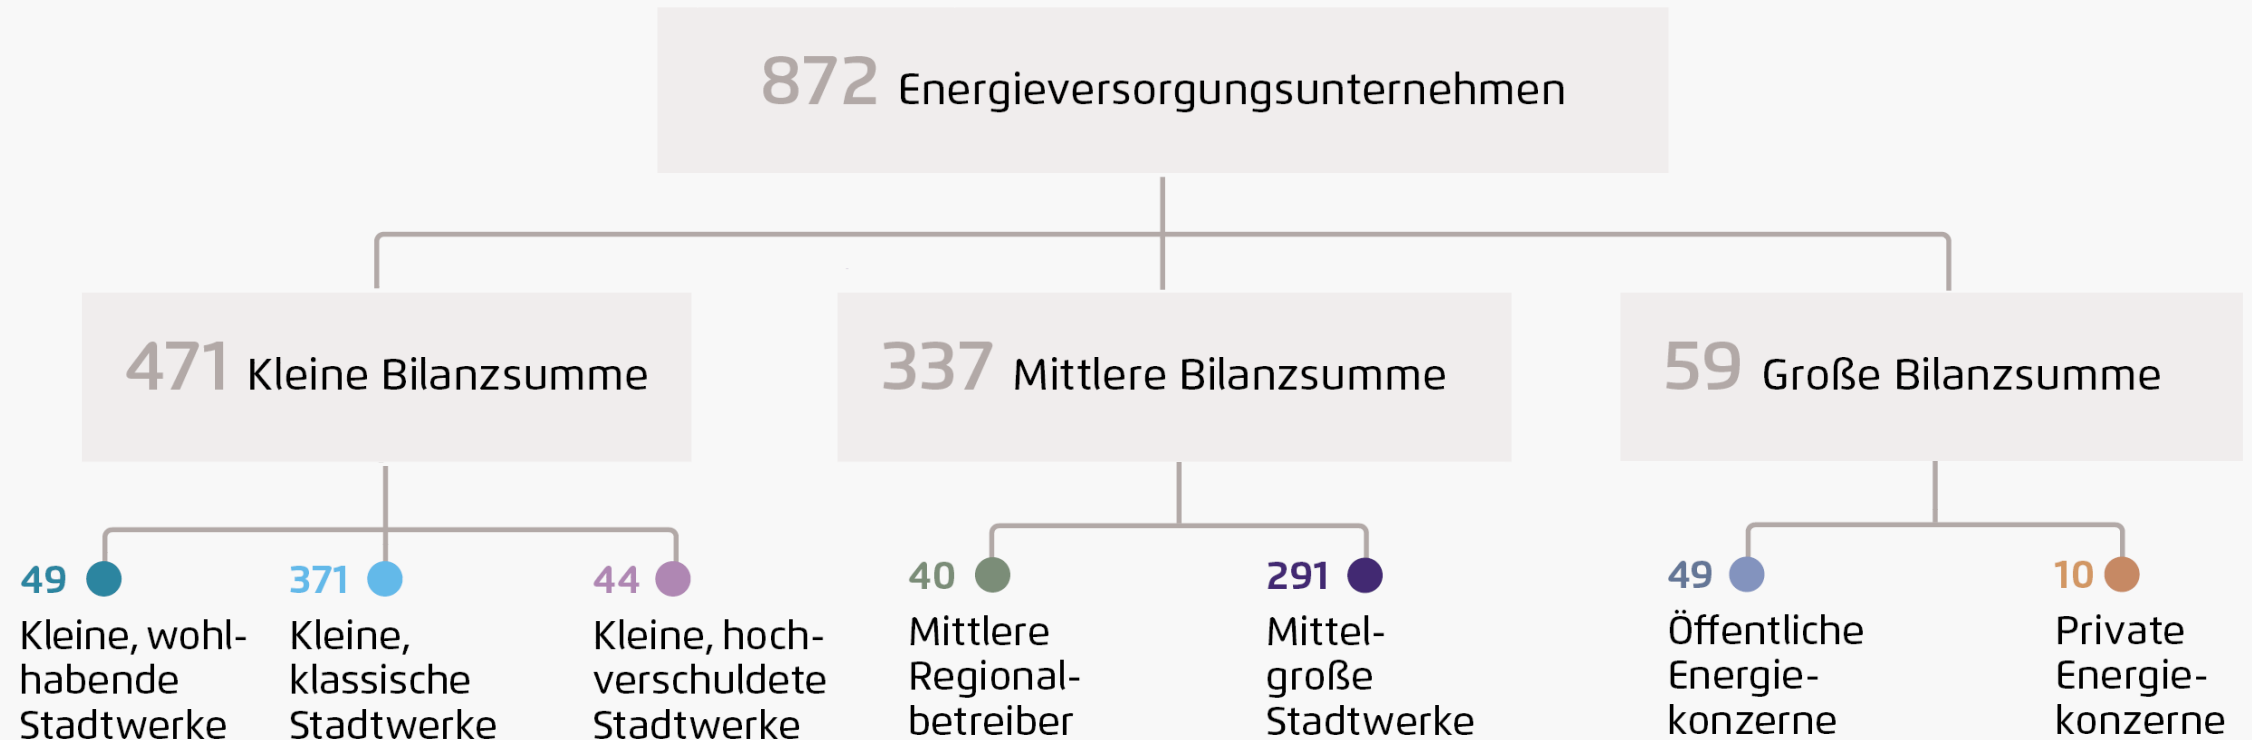 872 Energieversorgungsunternehmen
471 Kleine Bilanzsumme
337 Mittlere Bilanzsumme
59 Große Bilanzsumme
49
Kleine, wohl-
habende
Stadtwerke
371
Kleine,
klassische
Stadtwerke
44
Kleine, hoch-
verschuldete
Stadtwerke
40
Mittlere
Regional-
betreiber
291
Mittel-
große
Stadtwerke
49
Öffentliche
Energie-
konzerne
10
Private
Energie-
konzerne